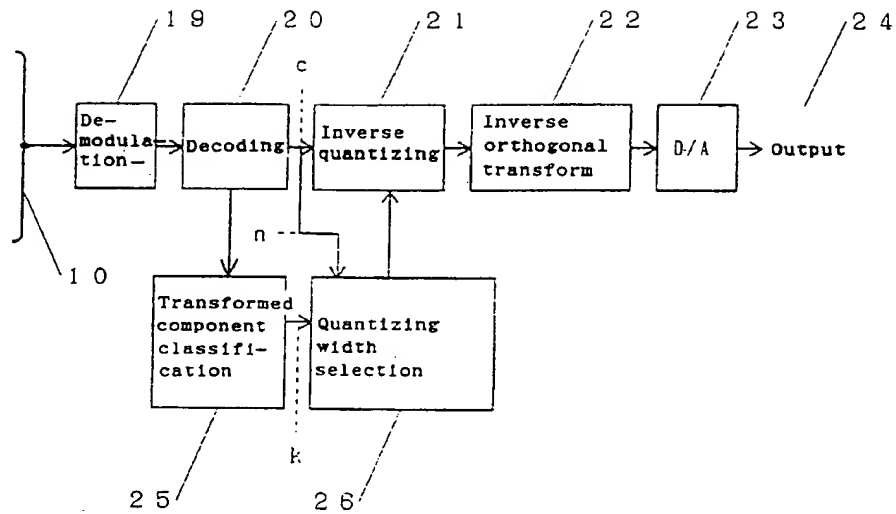 19 20 21 22 23 24
c
De-
modula-
tion-
Decoding
Inverse
quantizing
Inverse
orthogonal
transform
D/A
Output
n
10
Transformed
component
classifi-
cation
Quantizing
width
selection
k
25 26